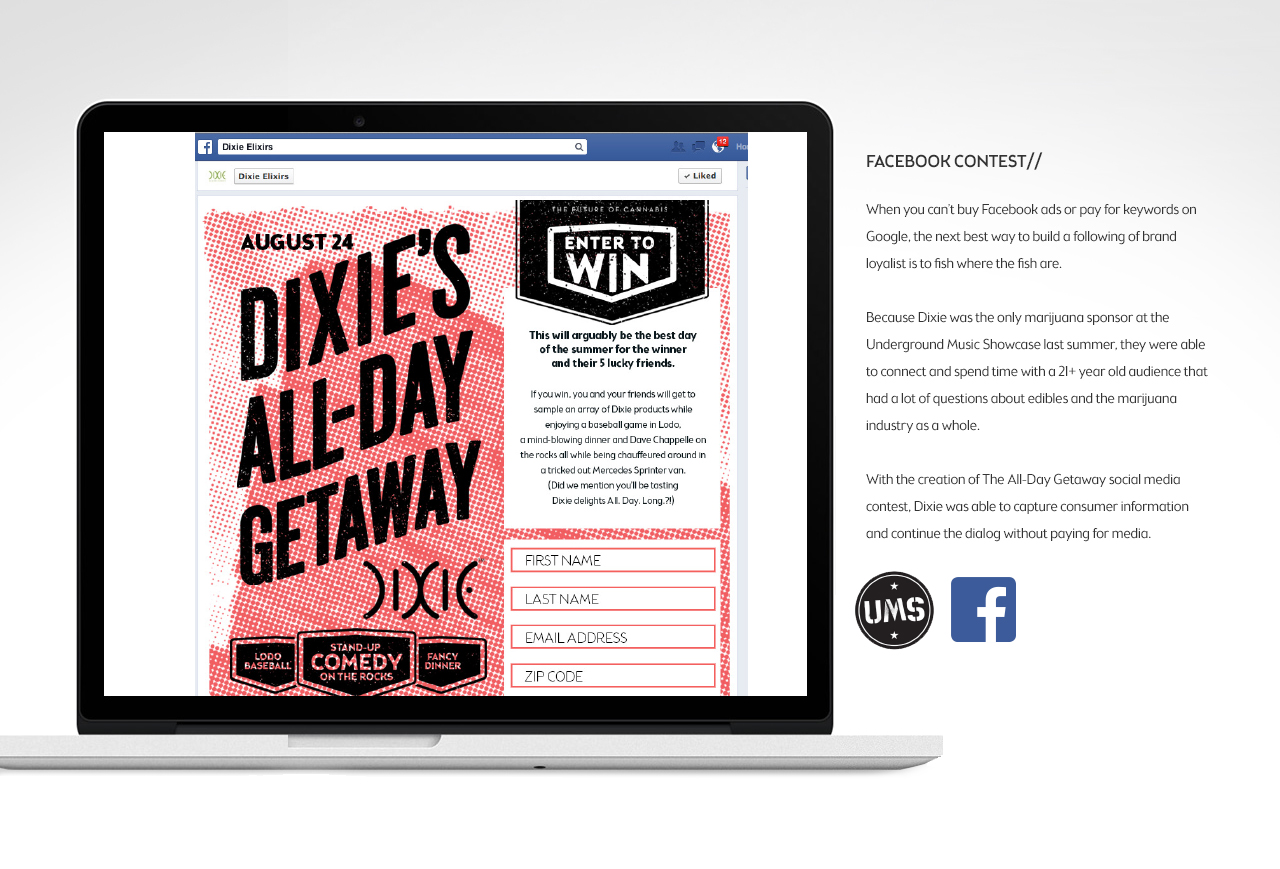 Dixie Elixirs
12
DIXIE
Dixie Elixirs
✓ Liked
AUGUST 24
DIXIE'S
ALL-DAY
GETAWAY
DIXIE
LODO
BASEBALL
STAND-UP
COMEDY
ON THE ROCKS
FANCY
DINNER
THE FUTURE OF CANNABIS
ENTER TO
WIN
This will arguably be the best day
of the summer for the winner
and their 5 lucky friends.
If you win, you and your friends will get to
sample an array of Dixie products while
enjoying a baseball game in Lodo,
a mind-blowing dinner and Dave Chappelle on
the rocks all while being chauffeured around in
a tricked out Mercedes Sprinter van.
(Did we mention you'll be tasting
Dixie delights All. Day. Long.?!)
FIRST NAME
LAST NAME
EMAIL ADDRESS
ZIP CODE
FACEBOOK CONTEST//
When you can't buy Facebook ads or pay for keywords on
Google, the next best way to build a following of brand
loyalist is to fish where the fish are.
Because Dixie was the only marijuana sponsor at the
Underground Music Showcase last summer, they were able
to connect and spend time with a 21+ year old audience that
had a lot of questions about edibles and the marijuana
industry as a whole.
With the creation of The All-Day Getaway social media
contest, Dixie was able to capture consumer information
and continue the dialog without paying for media.
UMS
f